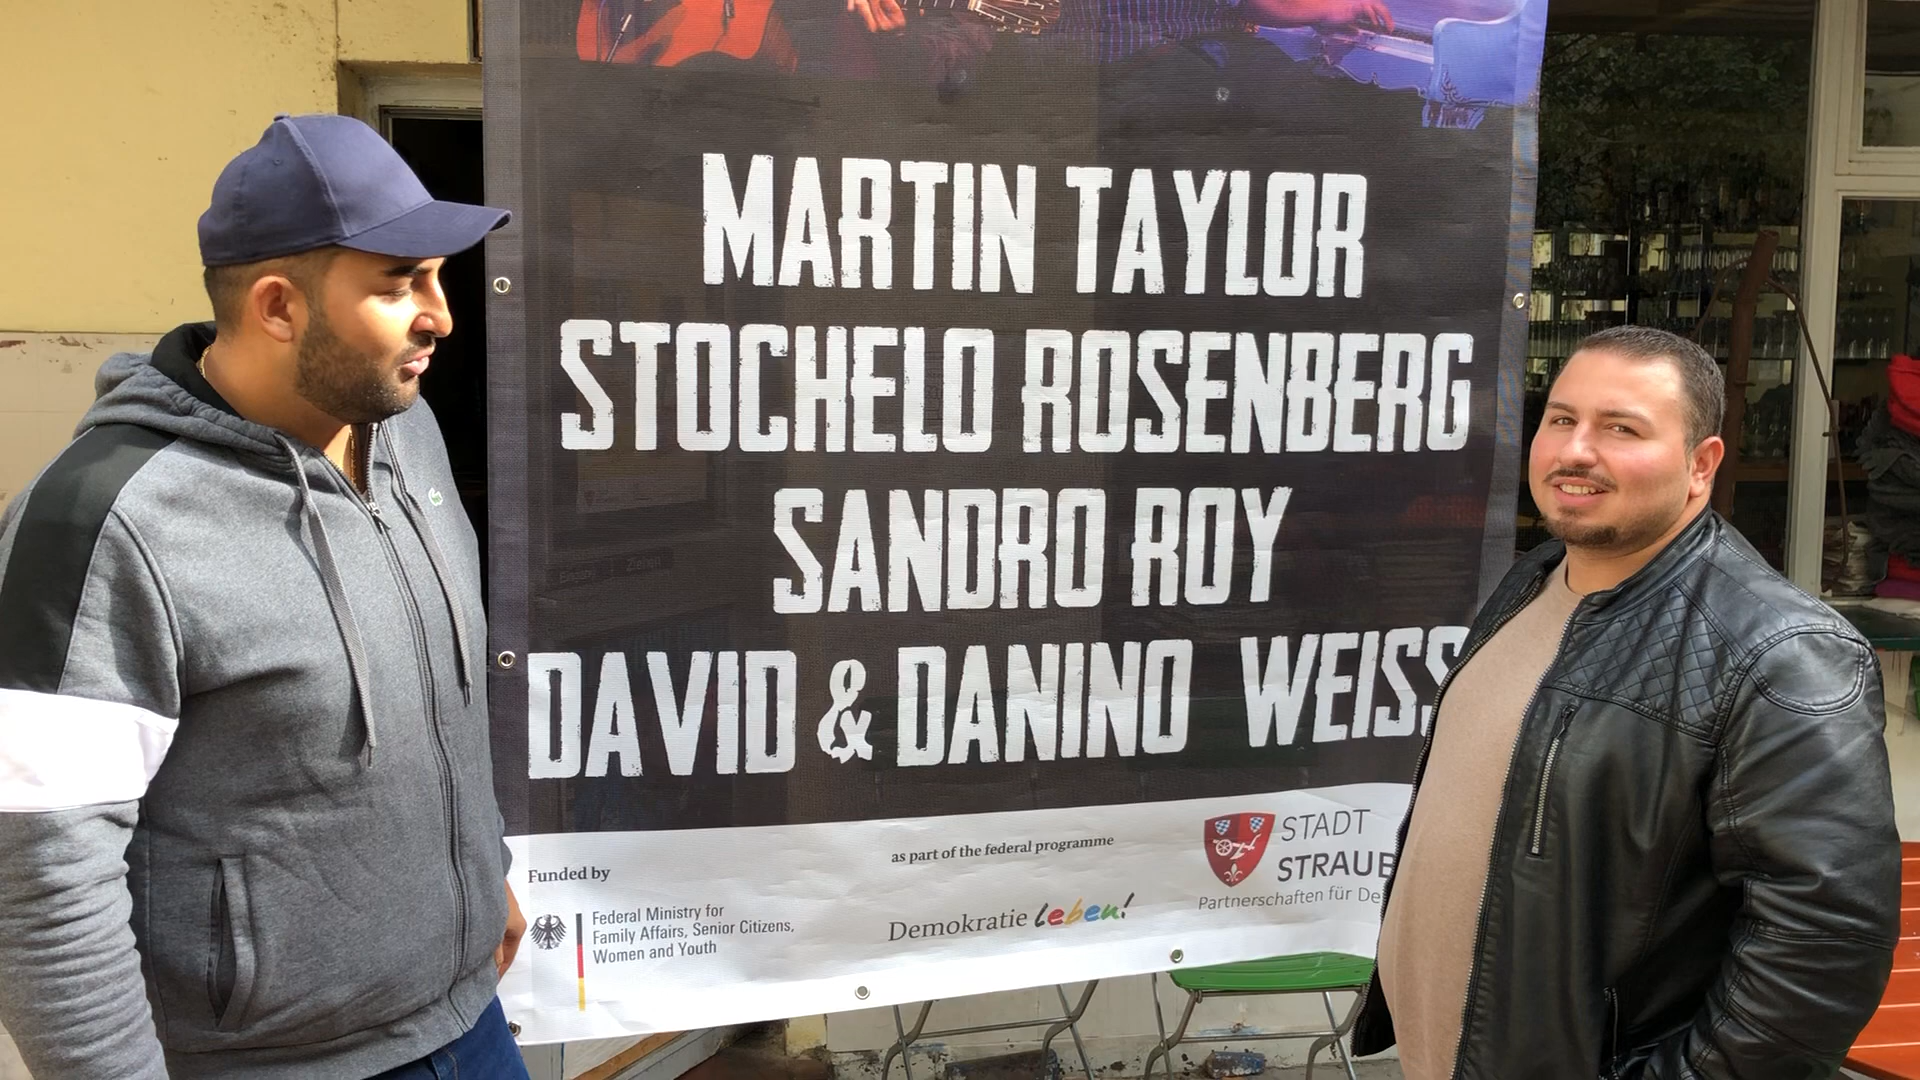 MARTIN TAYLOR
STOCHELO ROSENBERG
SANDRO ROY
DAVID & DANINO WEISS
Funded by
Federal Ministry for
Family Affairs, Senior Citizens,
Women and Youth
as part of the federal programme
Demokratie leben!
STADT
STRAUB
Partnerschaften für De